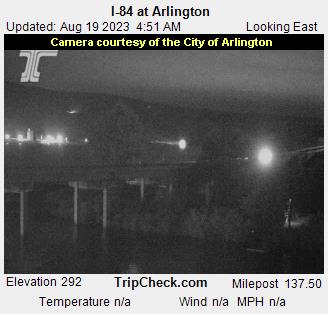 I-84 at Arlington
Updated: Aug 19 2023 4:51 AM Looking East
Camera courtesy of the City of Arlington
Elevation 292 TripCheck.com Milepost 137.50
Temperature n/a Wind n/a MPH n/a